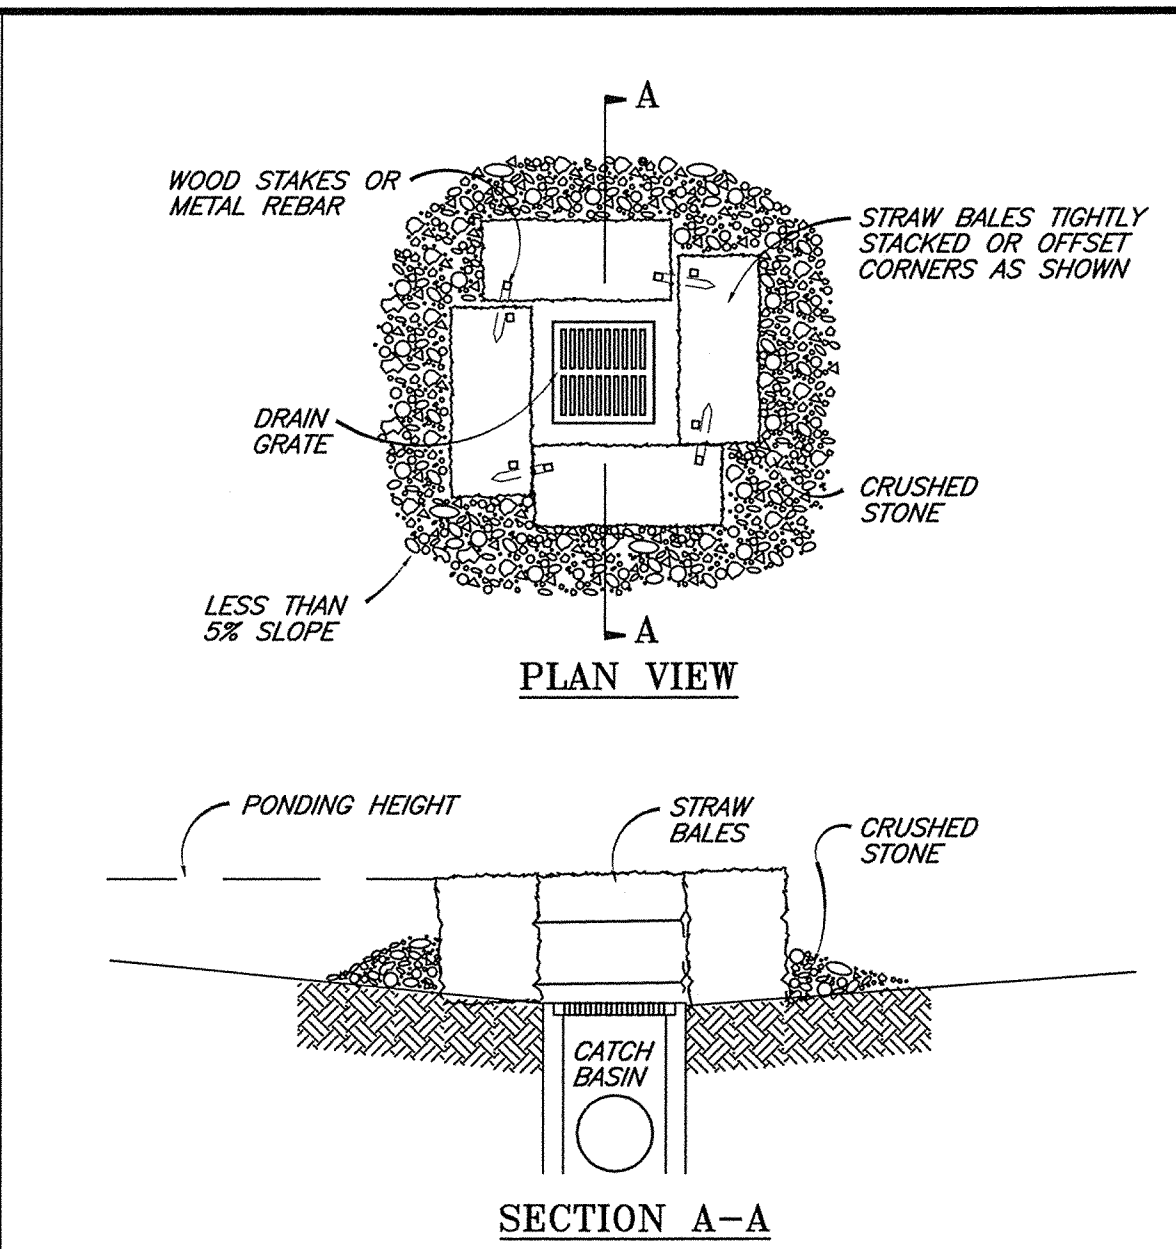 A
WOOD STAKES OR
METAL REBAR
STRAW BALES TIGHTLY
STACKED OR OFFSET
CORNERS AS SHOWN
DRAIN
GRATE
CRUSHED
STONE
LESS THAN
5% SLOPE
A
PLAN VIEW
PONDING HEIGHT
STRAW
BALES
CRUSHED
STONE
CATCH
BASIN
SECTION A-A